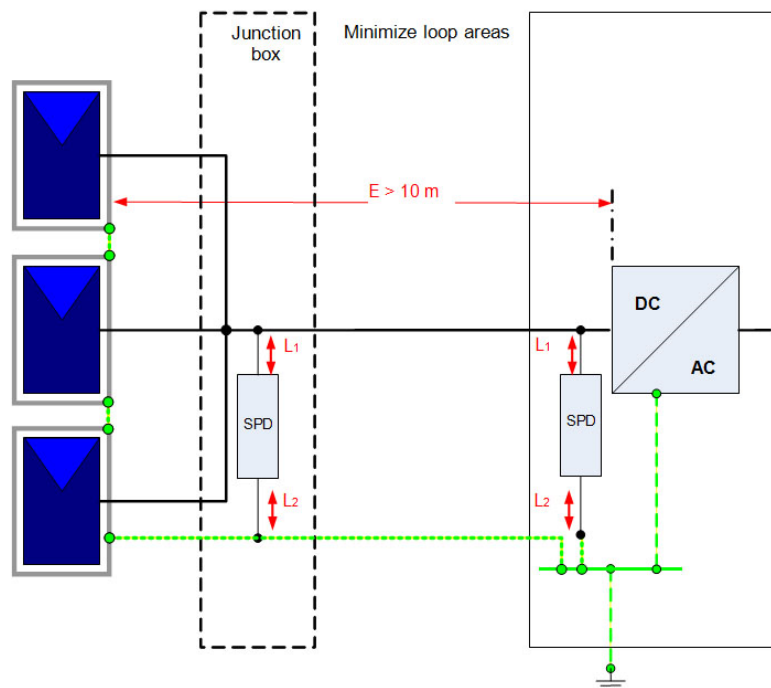 Junction
box
Minimize loop areas
E > 10 m
DC
AC
L1
L1
SPD
SPD
L2
L2